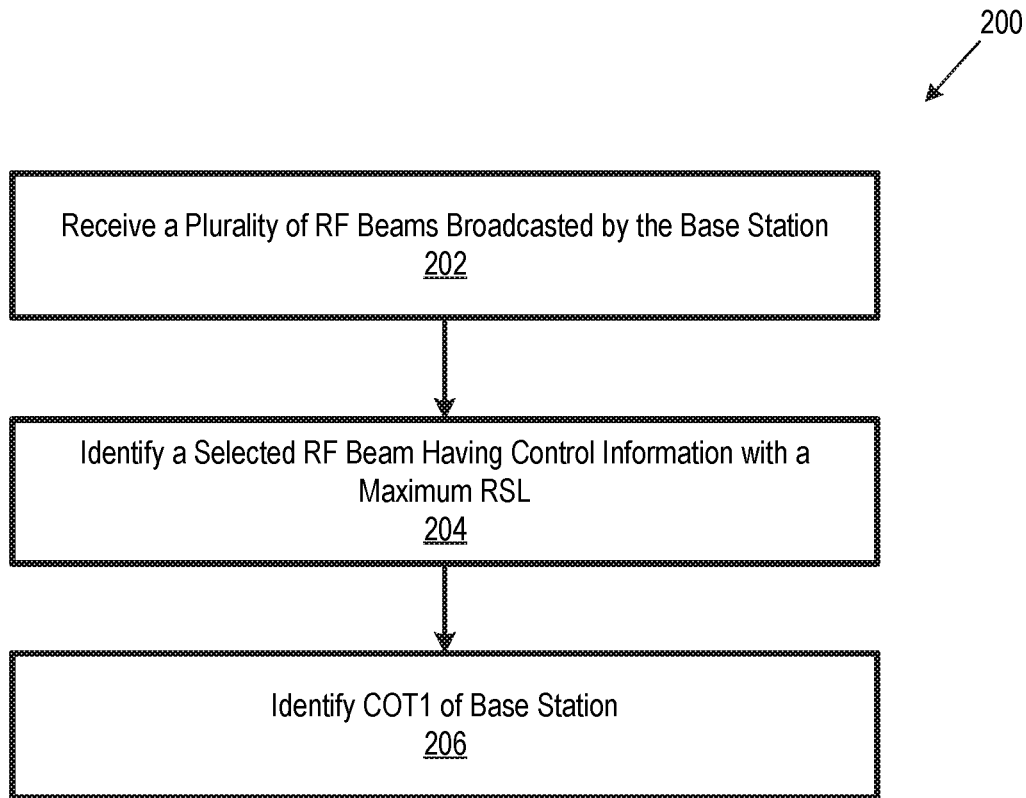 200
Receive a Plurality of RF Beams Broadcasted by the Base Station
202
Identify a Selected RF Beam Having Control Information with a
Maximum RSL
204
Identify COT1 of Base Station
206